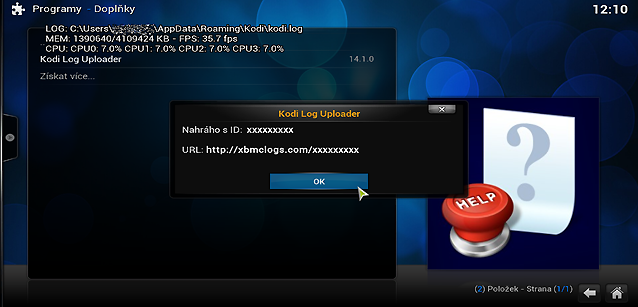 Programy - Doplňky
12:10
LOG: C:\Users\ \AppData\Roaming\Kodi\kodi.log
MEM: 1390640/4109424 KB - FPS: 35.7 fps
CPU: CPU0: 7.0% CPU1: 7.0% CPU2: 7.0% CPU3: 7.0%
Kodi Log Uploader 14.1.0
Získat více...
Kodi Log Uploader
Nahráho s ID: xxxxxxxxx
URL: http://xbmclogs.com/xxxxxxxxx
OK
HELP
(2) Položek - Strana (1/1)